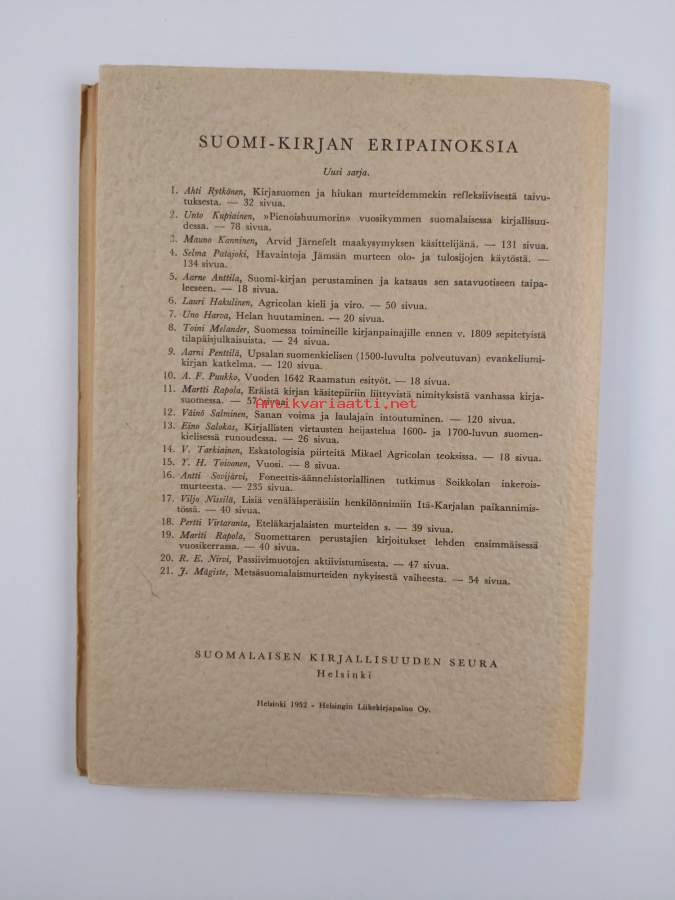 SUOMI-KIRJAN ERIPAINOKSIA
Uusi sarja.
1. Ahti Rytkönen, Kirjasuomen ja hiukan murteidemmekin refleksiivisestä taivu-
tuksesta. — 32 sivua.
2. Unto Kupiainen, »Pienoishuumorin» vuosikymmen suomalaisessa kirjallisuu-
dessa. — 78 sivua.
3. Mauno Kanninen, Arvid Järnefelt maakysymyksen käsittelijänä. — 131 sivua.
4. Selma Patajoki, Havaintoja Jämsän murteen olo- ja tulosijojen käytöstä. —
134 sivua.
5. Aarne Anttila, Suomi-kirjan perustaminen ja katsaus sen satavuotiseen taipa-
leeseen. — 18 sivua.
6. Lauri Hakulinen, Agricolan kieli ja viro. — 50 sivua.
7. Uno Harva, Helan huutaminen. — 20 sivua.
8. Toini Melander, Suomessa toimineille kirjanpainajille ennen v. 1809 sepitetyistä
tilapäisjulkaisuista. — 24 sivua.
9. Aarni Penttilä, Upsalan suomenkielisen (1500-luvulta polveutuvan) evankeliumi-
kirjan katkelma. — 120 sivua.
10. A. F. Puukko, Vuoden 1642 Raamatun esityöt. — 18 sivua.
11. Martti Rapola, Eräistä kirjan käsitepiiriin liittyvistä nimityksistä vanhassa kirja-
suomessa. — 57 sivua.
Antikvariaatti.net
12. Väinö Salminen, Sanan voima ja laulajain intoutuminen. — 120 sivua.
13. Eino Salokas, Kirjallisten virtausten heijastelua 1600- ja 1700-luvun suomen-
kielisessä runoudessa. — 26 sivua.
14. V. Tarkiainen, Eskatologisia piirteitä Mikael Agricolan teoksissa. — 18 sivua.
15. Y. H. Toivonen, Vuosi. — 8 sivua.
16. Antti Sovijärvi, Foneettis-äännehistoriallinen tutkimus Soikkolan inkerois-
murteesta. — 235 sivua.
17. Viljo Nissilä, Lisiä venäläisperäisiin henkilönnimiin Itä-Karjalan paikannimis-
tössä. — 40 sivua.
18. Pertti Virtaranta, Eteläkarjalaisten murteiden s. — 39 sivua.
19. Martti Rapola, Suomettaren perustajien kirjoitukset lehden ensimmäisessä
vuosikerrassa. — 40 sivua.
20. R. E. Nirvi, Passiivimuotojen aktiivistumisesta. — 47 sivua.
21. J. Mägiste, Metsäsuomalaismurteiden nykyisestä vaiheesta. — 54 sivua.
SUOMALAISEN KIRJALLISUUDEN SEURA
Helsinki
Helsinki 1952 - Helsingin Liikekirjapaino Oy.